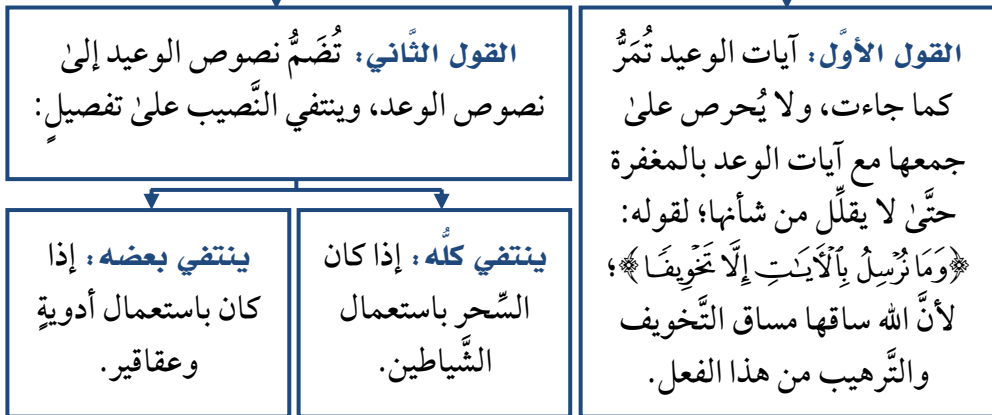 القول الأوَّل: آيات الوعيد تُمَرُّ
كما جاءت، ولا يُحرص علىٰ
جمعها مع آيات الوعد بالمغفرة
حتَّىٰ لا يقلِّل من شأنها؛ لقوله:
﴿وَمَا نُرۡسِلُ بِٱلۡأٓيَٰتِ إِلَّا تَخۡوِيفٗا﴾؛
لأنَّ الله ساقها مساق التَّخويف
والتَّرهيب من هذا الفعل.
القول الثَّاني: تُضَمُّ نصوص الوعيد إلىٰ
نصوص الوعد، وينتفي النَّصيب علىٰ تفصيلٍ:
ينتفي كلُّه: إذا كان
السِّحر باستعمال
الشَّياطين.
ينتفي بعضه: إذا
كان باستعمال أدويةٍ
وعقاقير.